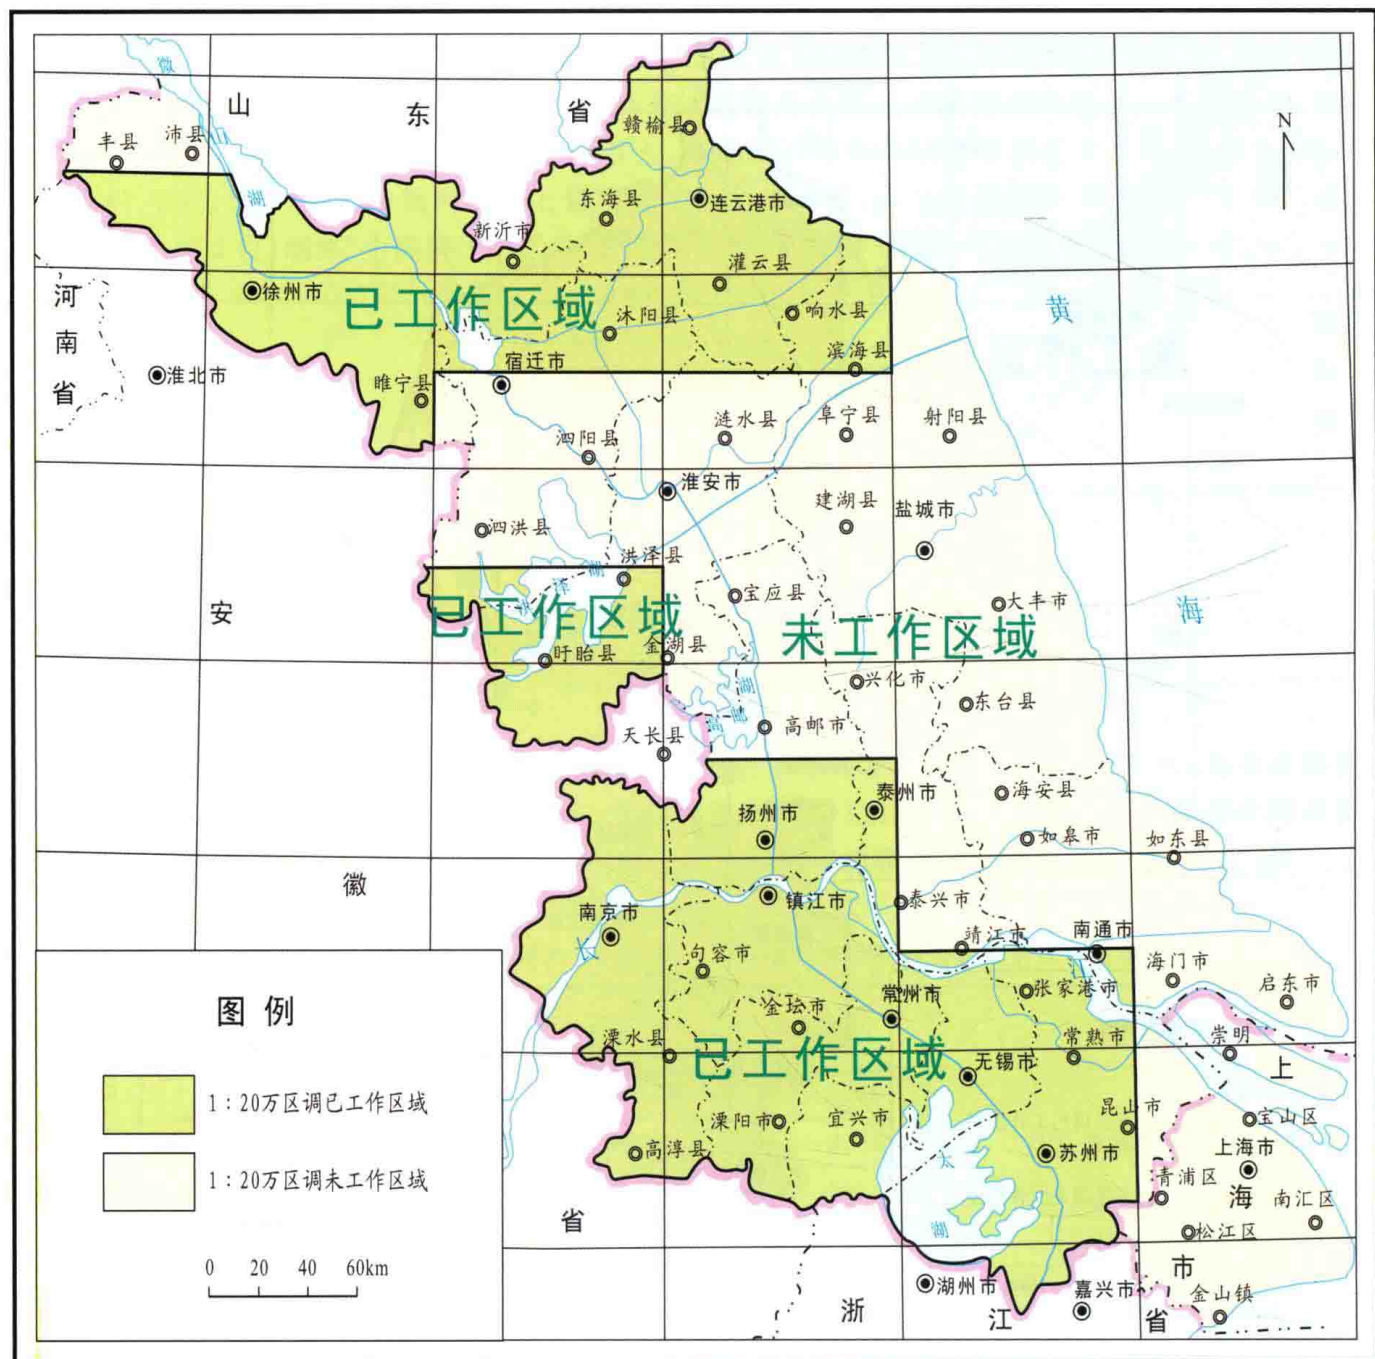 微
山
湖
山
东
省
N
丰县
沛县
赣榆县
东海县
连云港市
新沂市
灌云县
徐州市
已工作区域
沭阳县
响水县
黄
河
南
省
淮北市
宿迁市
滨海县
睢宁县
泗阳县
涟水县
阜宁县
射阳县
淮安市
建湖县
盐城市
泗洪县
洪泽县
洪
泽
湖
宝应县
大丰市
海
安
已工作区域
未工作区域
盱眙县
金湖县
兴化市
东台县
高
邮
湖
高邮市
天长县
泰州市
海安县
扬州市
如皋市
如东县
徽
南京市
镇江市
泰兴市
靖江市
南通市
长
江
句容市
海门市
启东市
张家港市
图例
金坛市
常州市
溧水县
已工作区域
常熟市
无锡市
崇明
上
1：20万区调已工作区域
溧阳市
宜兴市
昆山市
宝山区
高淳县
苏州市
上海市
1：20万区调未工作区域
太
湖
青浦区
海
南汇区
省
松江区
0 20 40 60km
湖州市
嘉兴市
市
金山镇
浙
江
省